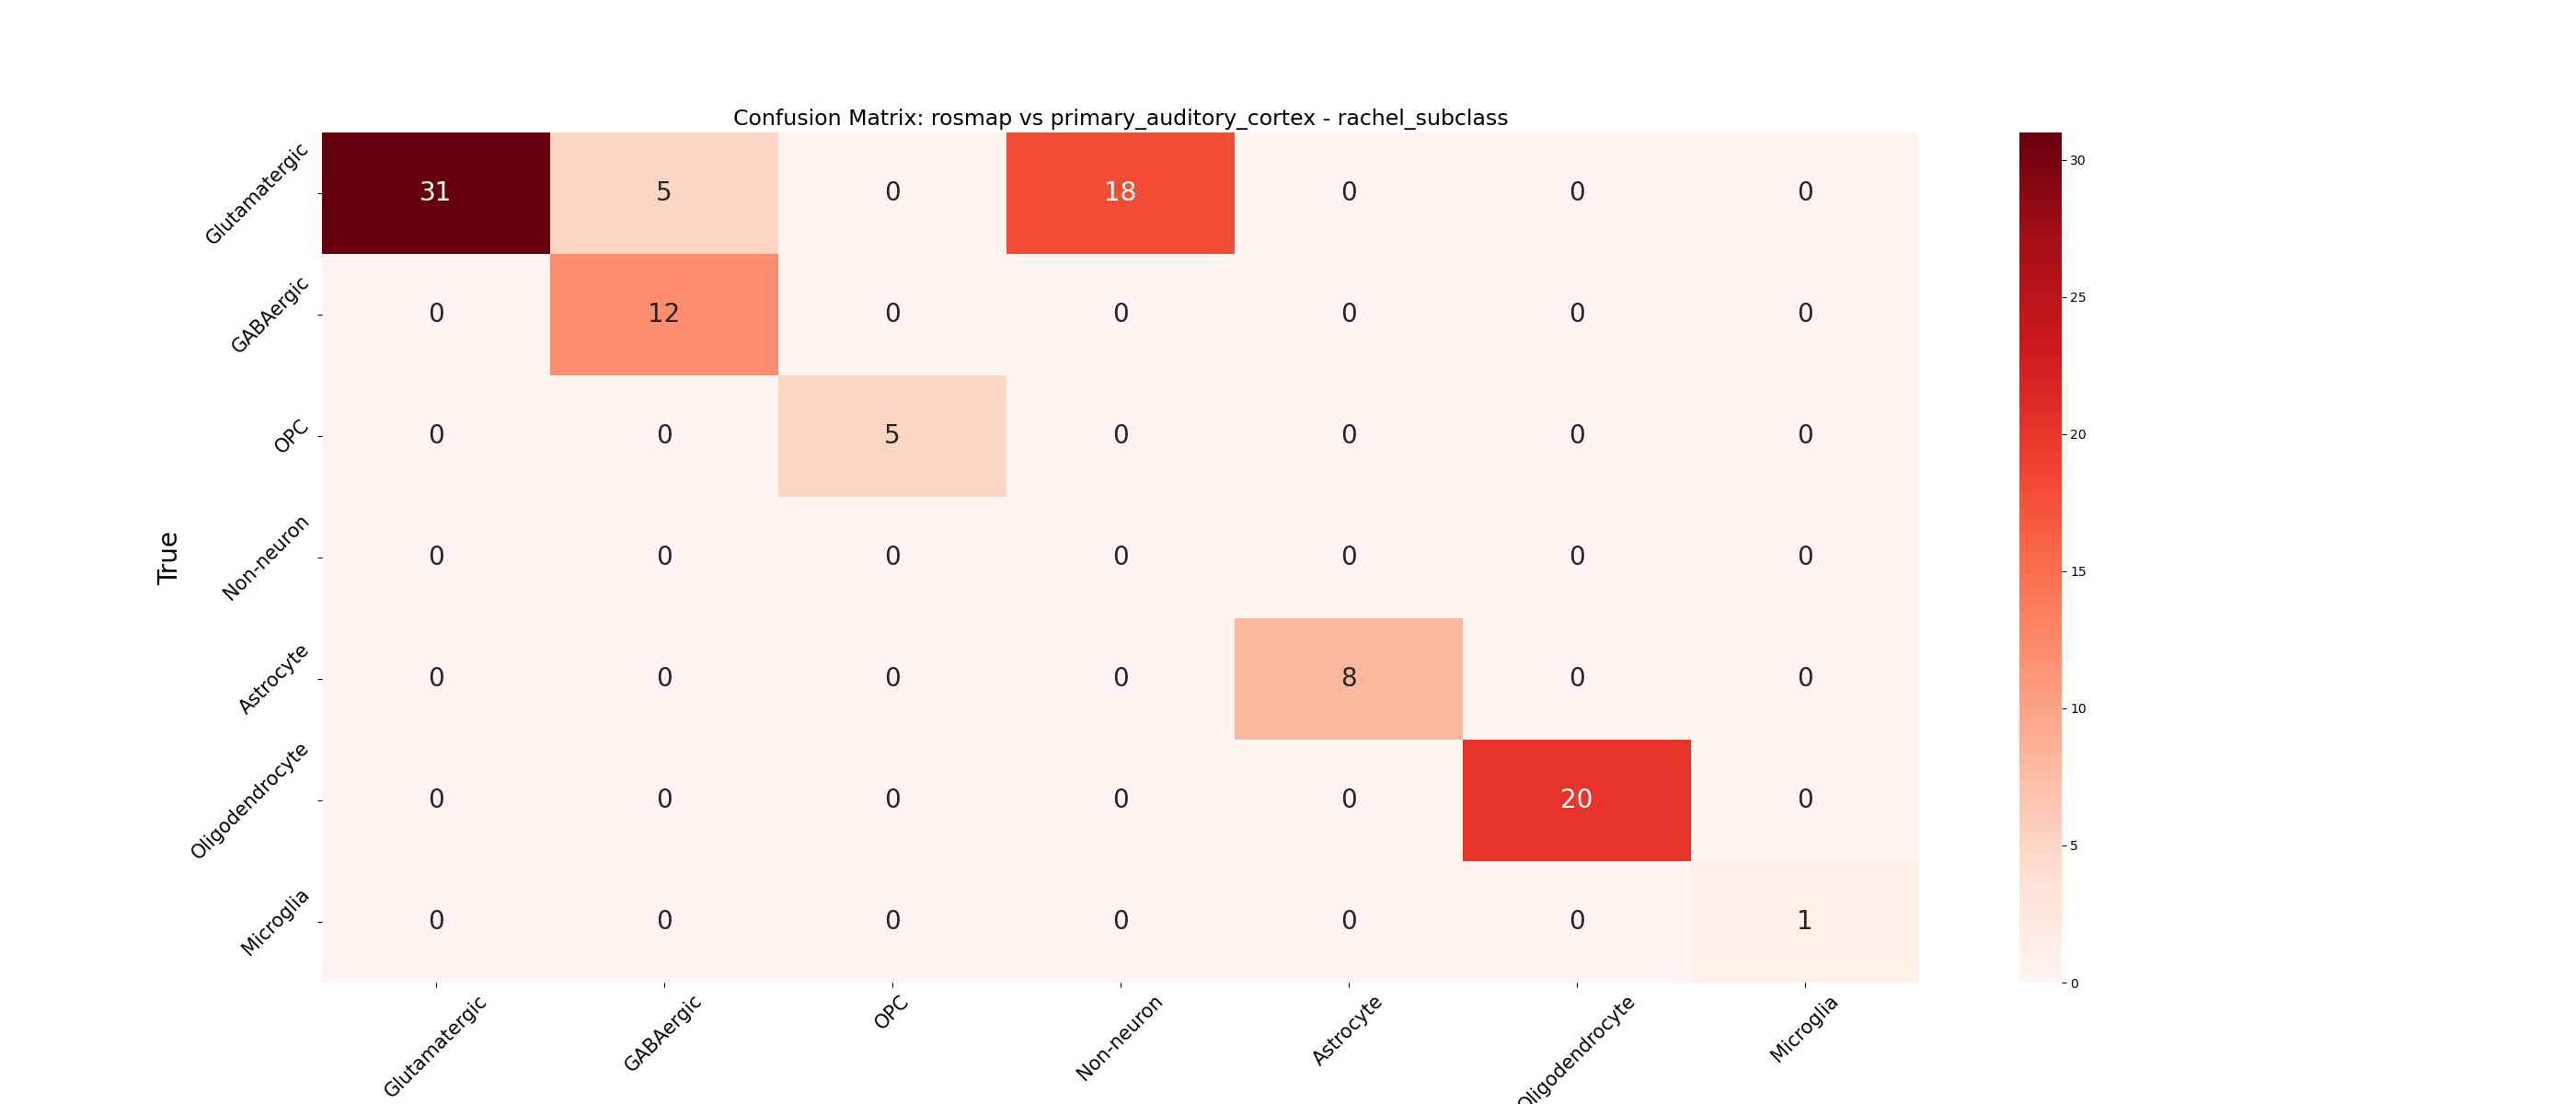 Confusion Matrix: rosmap vs primary_auditory_cortex - rachel_subclass
True
Glutamatergic 31 5 0 18 0 0 0
GABAergic 0 12 0 0 0 0 0
OPC 0 0 5 0 0 0 0
Non-neuron 0 0 0 0 0 0 0
Astrocyte 0 0 0 0 8 0 0
Oligodendrocyte 0 0 0 0 0 20 0
Microglia 0 0 0 0 0 0 1
Glutamatergic GABAergic OPC Non-neuron Astrocyte Oligodendrocyte Microglia
30
25
20
15
10
5
0